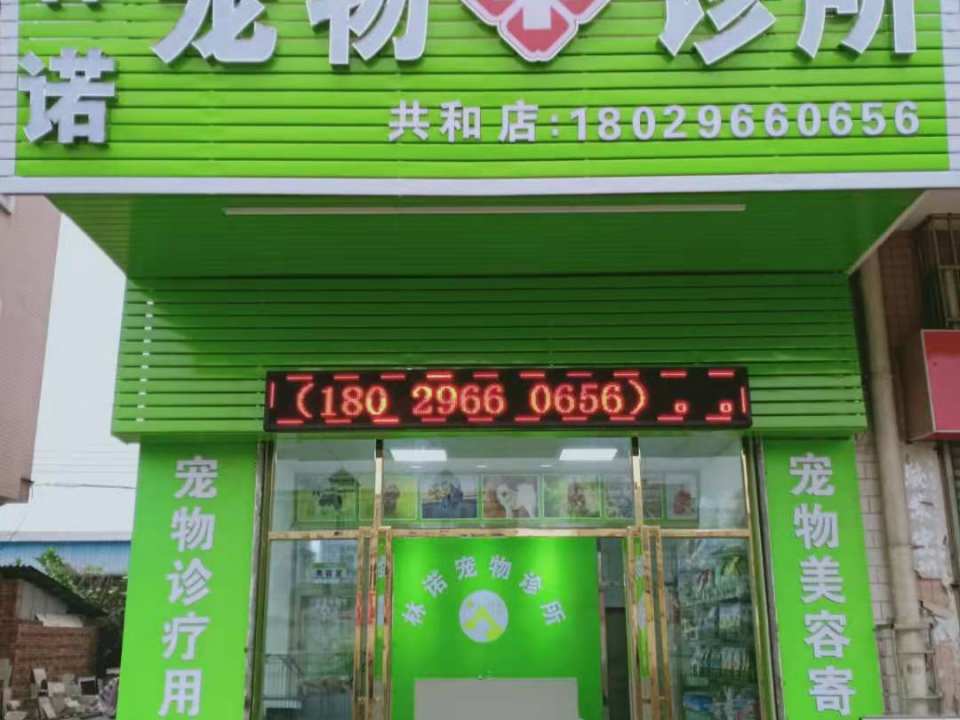 诺 宠物诊所
共和店:18029660656
（180 2966 0656）。。
林诺宠物诊所
宠物诊疗用
宠物美容寄